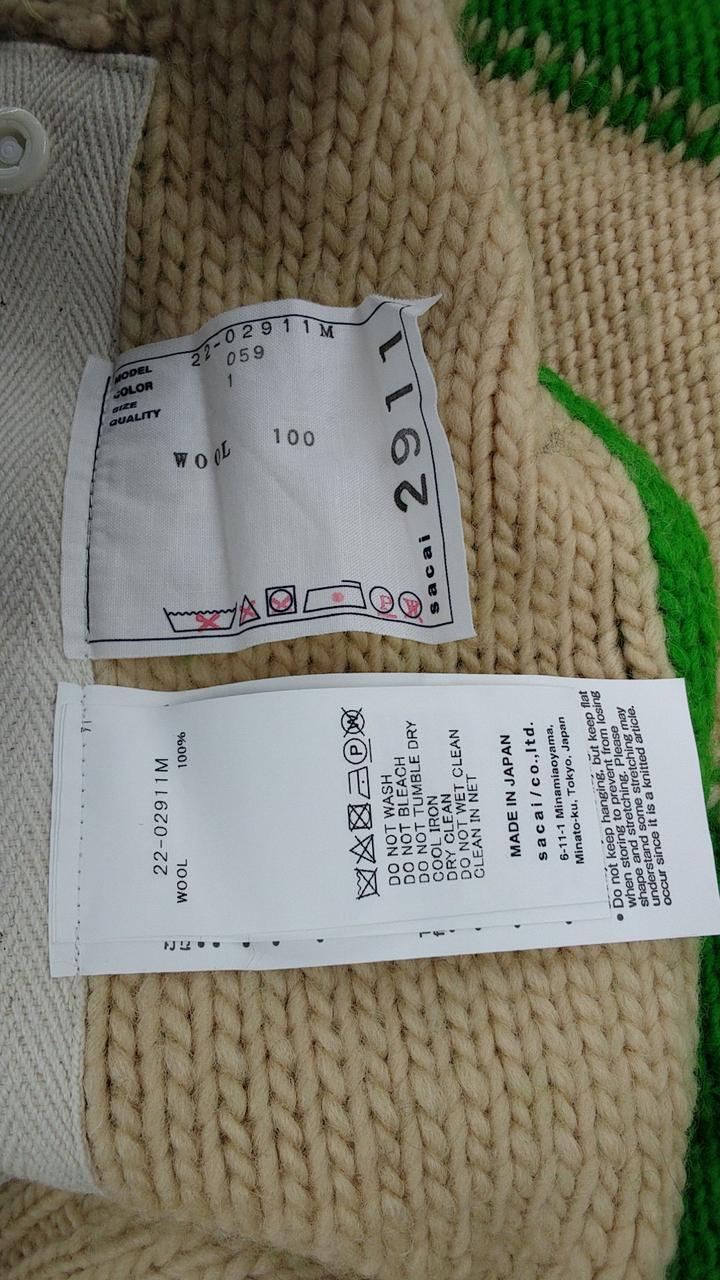 MODEL 22-02911M
COLOR 059
SIZE 1
QUALITY
WOOL 100
sacai 2911
22-02911M
WOOL 100%
DO NOT WASH
DO NOT BLEACH
DO NOT TUMBLE DRY
COOL IRON
DRY CLEAN
DO NOT WET CLEAN
CLEAN IN NET
MADE IN JAPAN
sacai/co.,ltd.
6-11-1 Minamiaoyama,
Minato-ku, Tokyo, Japan
• Do not keep hanging, but keep flat
when storing to prevent from losing
shape and stretching. Please
understand some stretching may
occur since it is a knitted article.